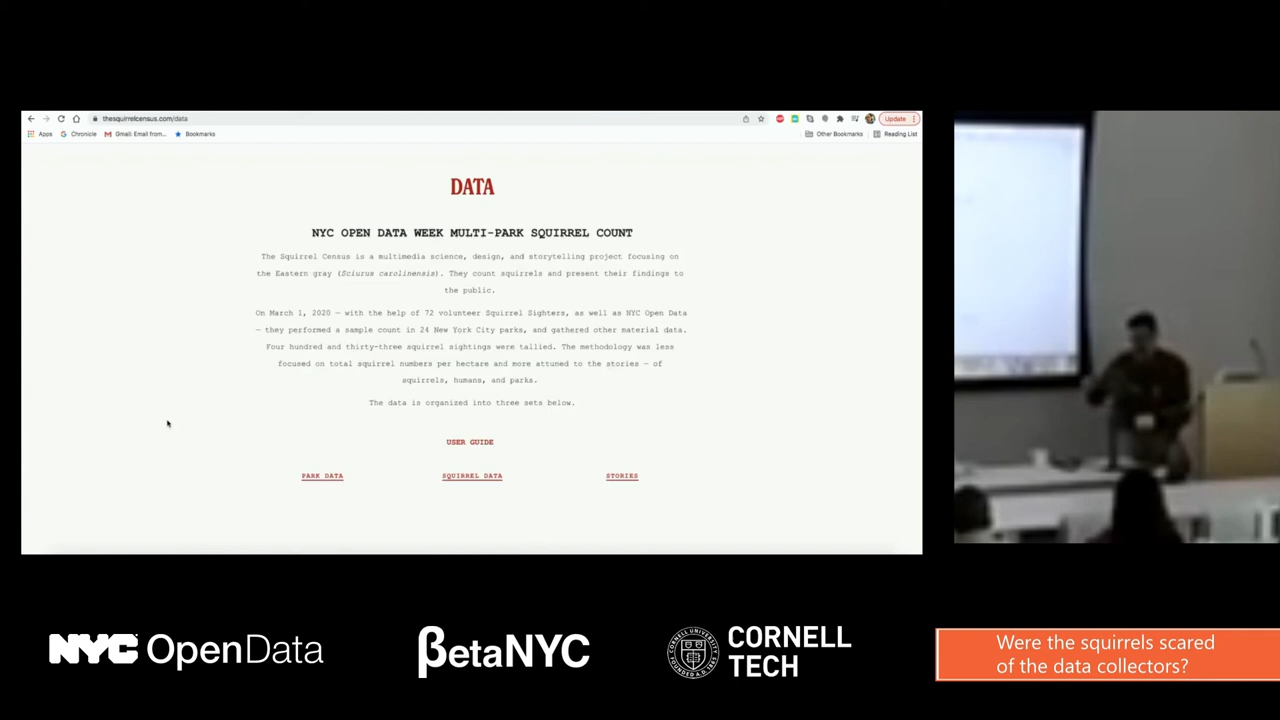 thesquirrelcensus.com/data
Update
Apps
Chronicle
Gmail: Email from...
Bookmarks
Other Bookmarks
Reading List
DATA
NYC OPEN DATA WEEK MULTI-PARK SQUIRREL COUNT
The Squirrel Census is a multimedia science, design, and storytelling project focusing on
the Eastern gray (Sciurus carolinensis). They count squirrels and present their findings to
the public.
On March 1, 2020 — with the help of 72 volunteer Squirrel Sighters, as well as NYC Open Data
— they performed a sample count in 24 New York City parks, and gathered other material data.
Four hundred and thirty-three squirrel sightings were tallied. The methodology was less
focused on total squirrel numbers per hectare and more attuned to the stories — of
squirrels, humans, and parks.
The data is organized into three sets below.
USER GUIDE
PARK DATA
SQUIRREL DATA
STORIES
NYC OpenData
βetaNYC
CORNELL
TECH
Were the squirrels scared
of the data collectors?